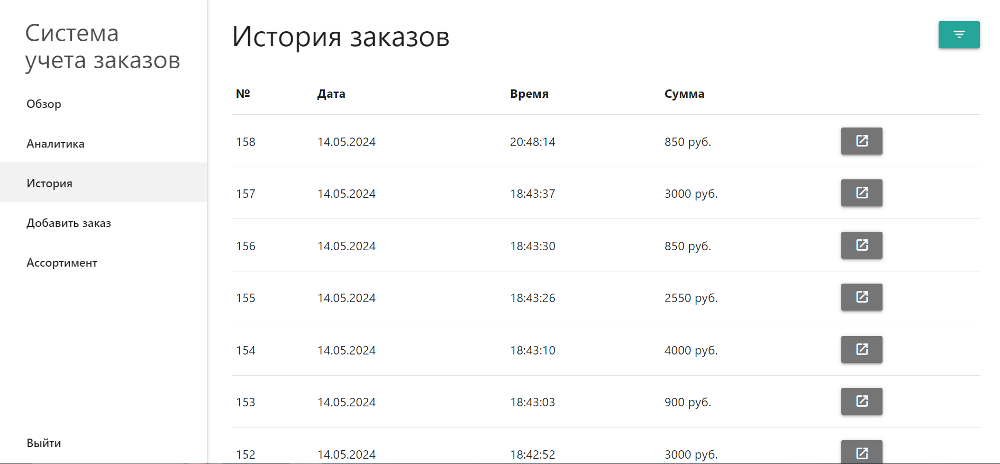 Система
учета заказов
Обзор
Аналитика
История
Добавить заказ
Ассортимент
Выйти
История заказов
№ Дата Время Сумма
158 14.05.2024 20:48:14 850 руб.
157 14.05.2024 18:43:37 3000 руб.
156 14.05.2024 18:43:30 850 руб.
155 14.05.2024 18:43:26 2550 руб.
154 14.05.2024 18:43:10 4000 руб.
153 14.05.2024 18:43:03 900 руб.
152 14.05.2024 18:42:52 3000 руб.